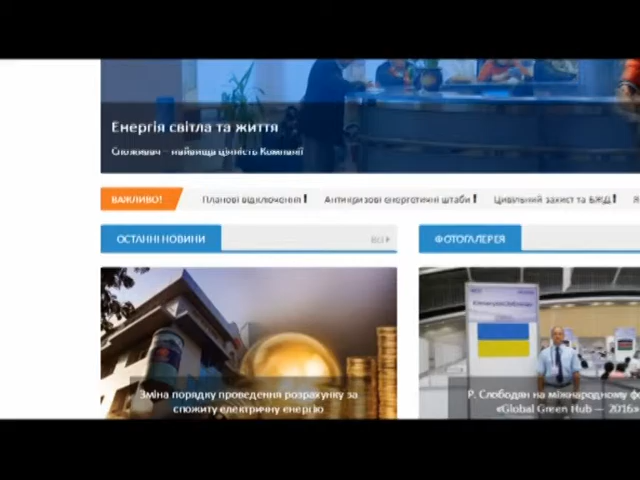 Енергія світла та життя
Споживач – найвища цінність Компанії
ВАЖЛИВО! Планові відключення! Антикризові енергетичні штаби! Цивільний захист та БЖД!
ОСТАННІ НОВИНИ ВСІ ФОТОГАЛЕРЕЯ
Зміна порядку проведення розрахунку за
спожиту електричну енергію
Р. Слободян на міжнародному
«Global Green Hub — 2016»